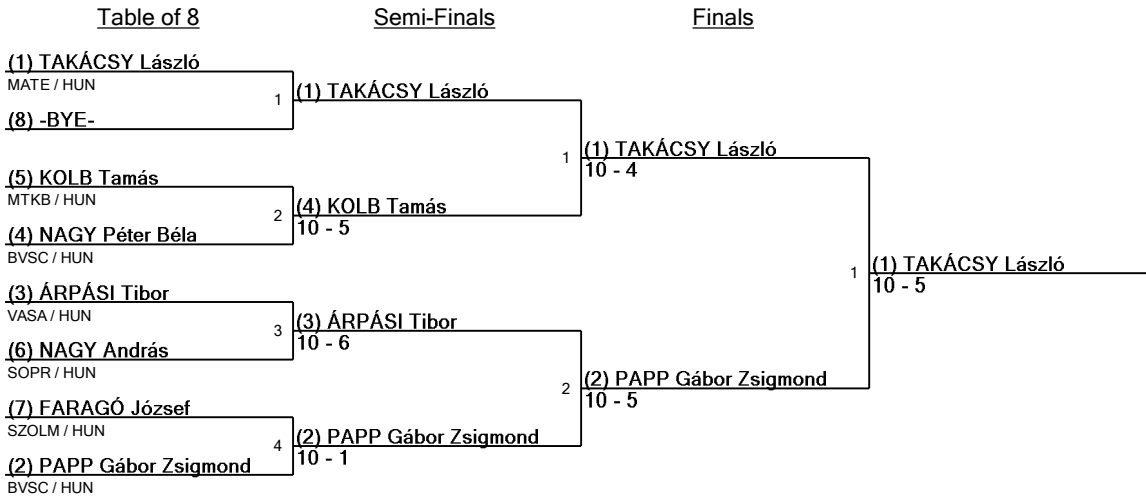 Table of 8
Semi-Finals
Finals
(1) TAKÁCSY László
MATE / HUN
1
(8) -BYE-
(1) TAKÁCSY László
(5) KOLB Tamás
MTKB / HUN
2
(4) NAGY Péter Béla
BVSC / HUN
(4) KOLB Tamás
10 - 5
1
(1) TAKÁCSY László
10 - 4
(3) ÁRPÁSI Tibor
VASA / HUN
3
(6) NAGY András
SOPR / HUN
(3) ÁRPÁSI Tibor
10 - 6
(7) FARAGÓ József
SZOLM / HUN
4
(2) PAPP Gábor Zsigmond
BVSC / HUN
(2) PAPP Gábor Zsigmond
10 - 1
2
(2) PAPP Gábor Zsigmond
10 - 5
1
(1) TAKÁCSY László
10 - 5